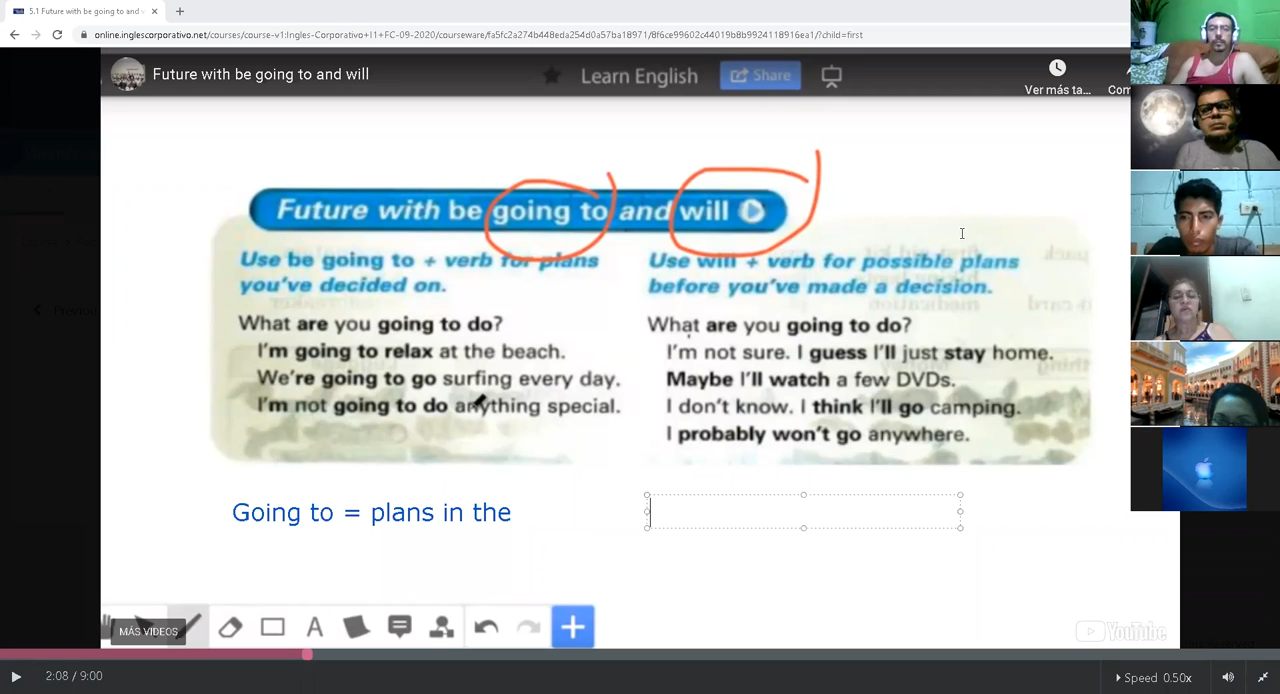 5.1 Future with be going to and
online.inglescorporativo.net/courses/course-v1:Ingles-Corporativo+I1+FC-09-2020/courseware/fa5fc2c274b448eda254d0a57ba18971/8f6ce99602c44019b8b9924118916ea1/?child=first
Future with be going to and will
Learn English
Share
Ver más ta...
Com
Future with be going to and will
Use be going to + verb for plans
you've decided on.
What are you going to do?
I'm going to relax at the beach.
We're going to go surfing every day.
I'm not going to do anything special.
Use will + verb for possible plans
before you've made a decision.
What are you going to do?
I'm not sure. I guess I'll just stay home.
Maybe I'll watch a few DVDs.
I don't know. I think I'll go camping.
I probably won't go anywhere.
Going to = plans in the
A
MÁS VÍDEOS
YouTube
2:08 / 9:00
Speed 0.50x